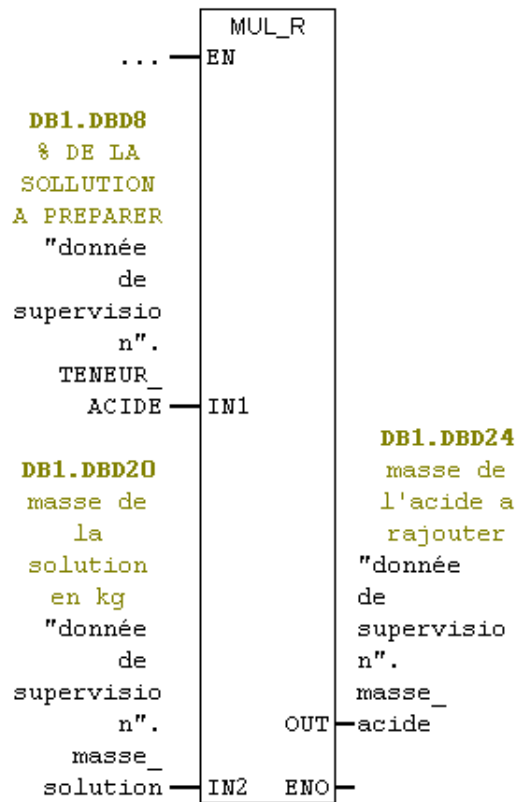 MUL_R
... EN
DB1.DBD8
% DE LA
SOLLUTION
A PREPARER
"donnée
de
supervisio
n".
TENEUR_
ACIDE IN1
DB1.DBD20
masse de
la
solution
en kg
"donnée
de
supervisio
n".
masse_
solution IN2
DB1.DBD24
masse de
l'acide a
rajouter
"donnée
de
supervisio
n".
masse_
OUT acide
ENO